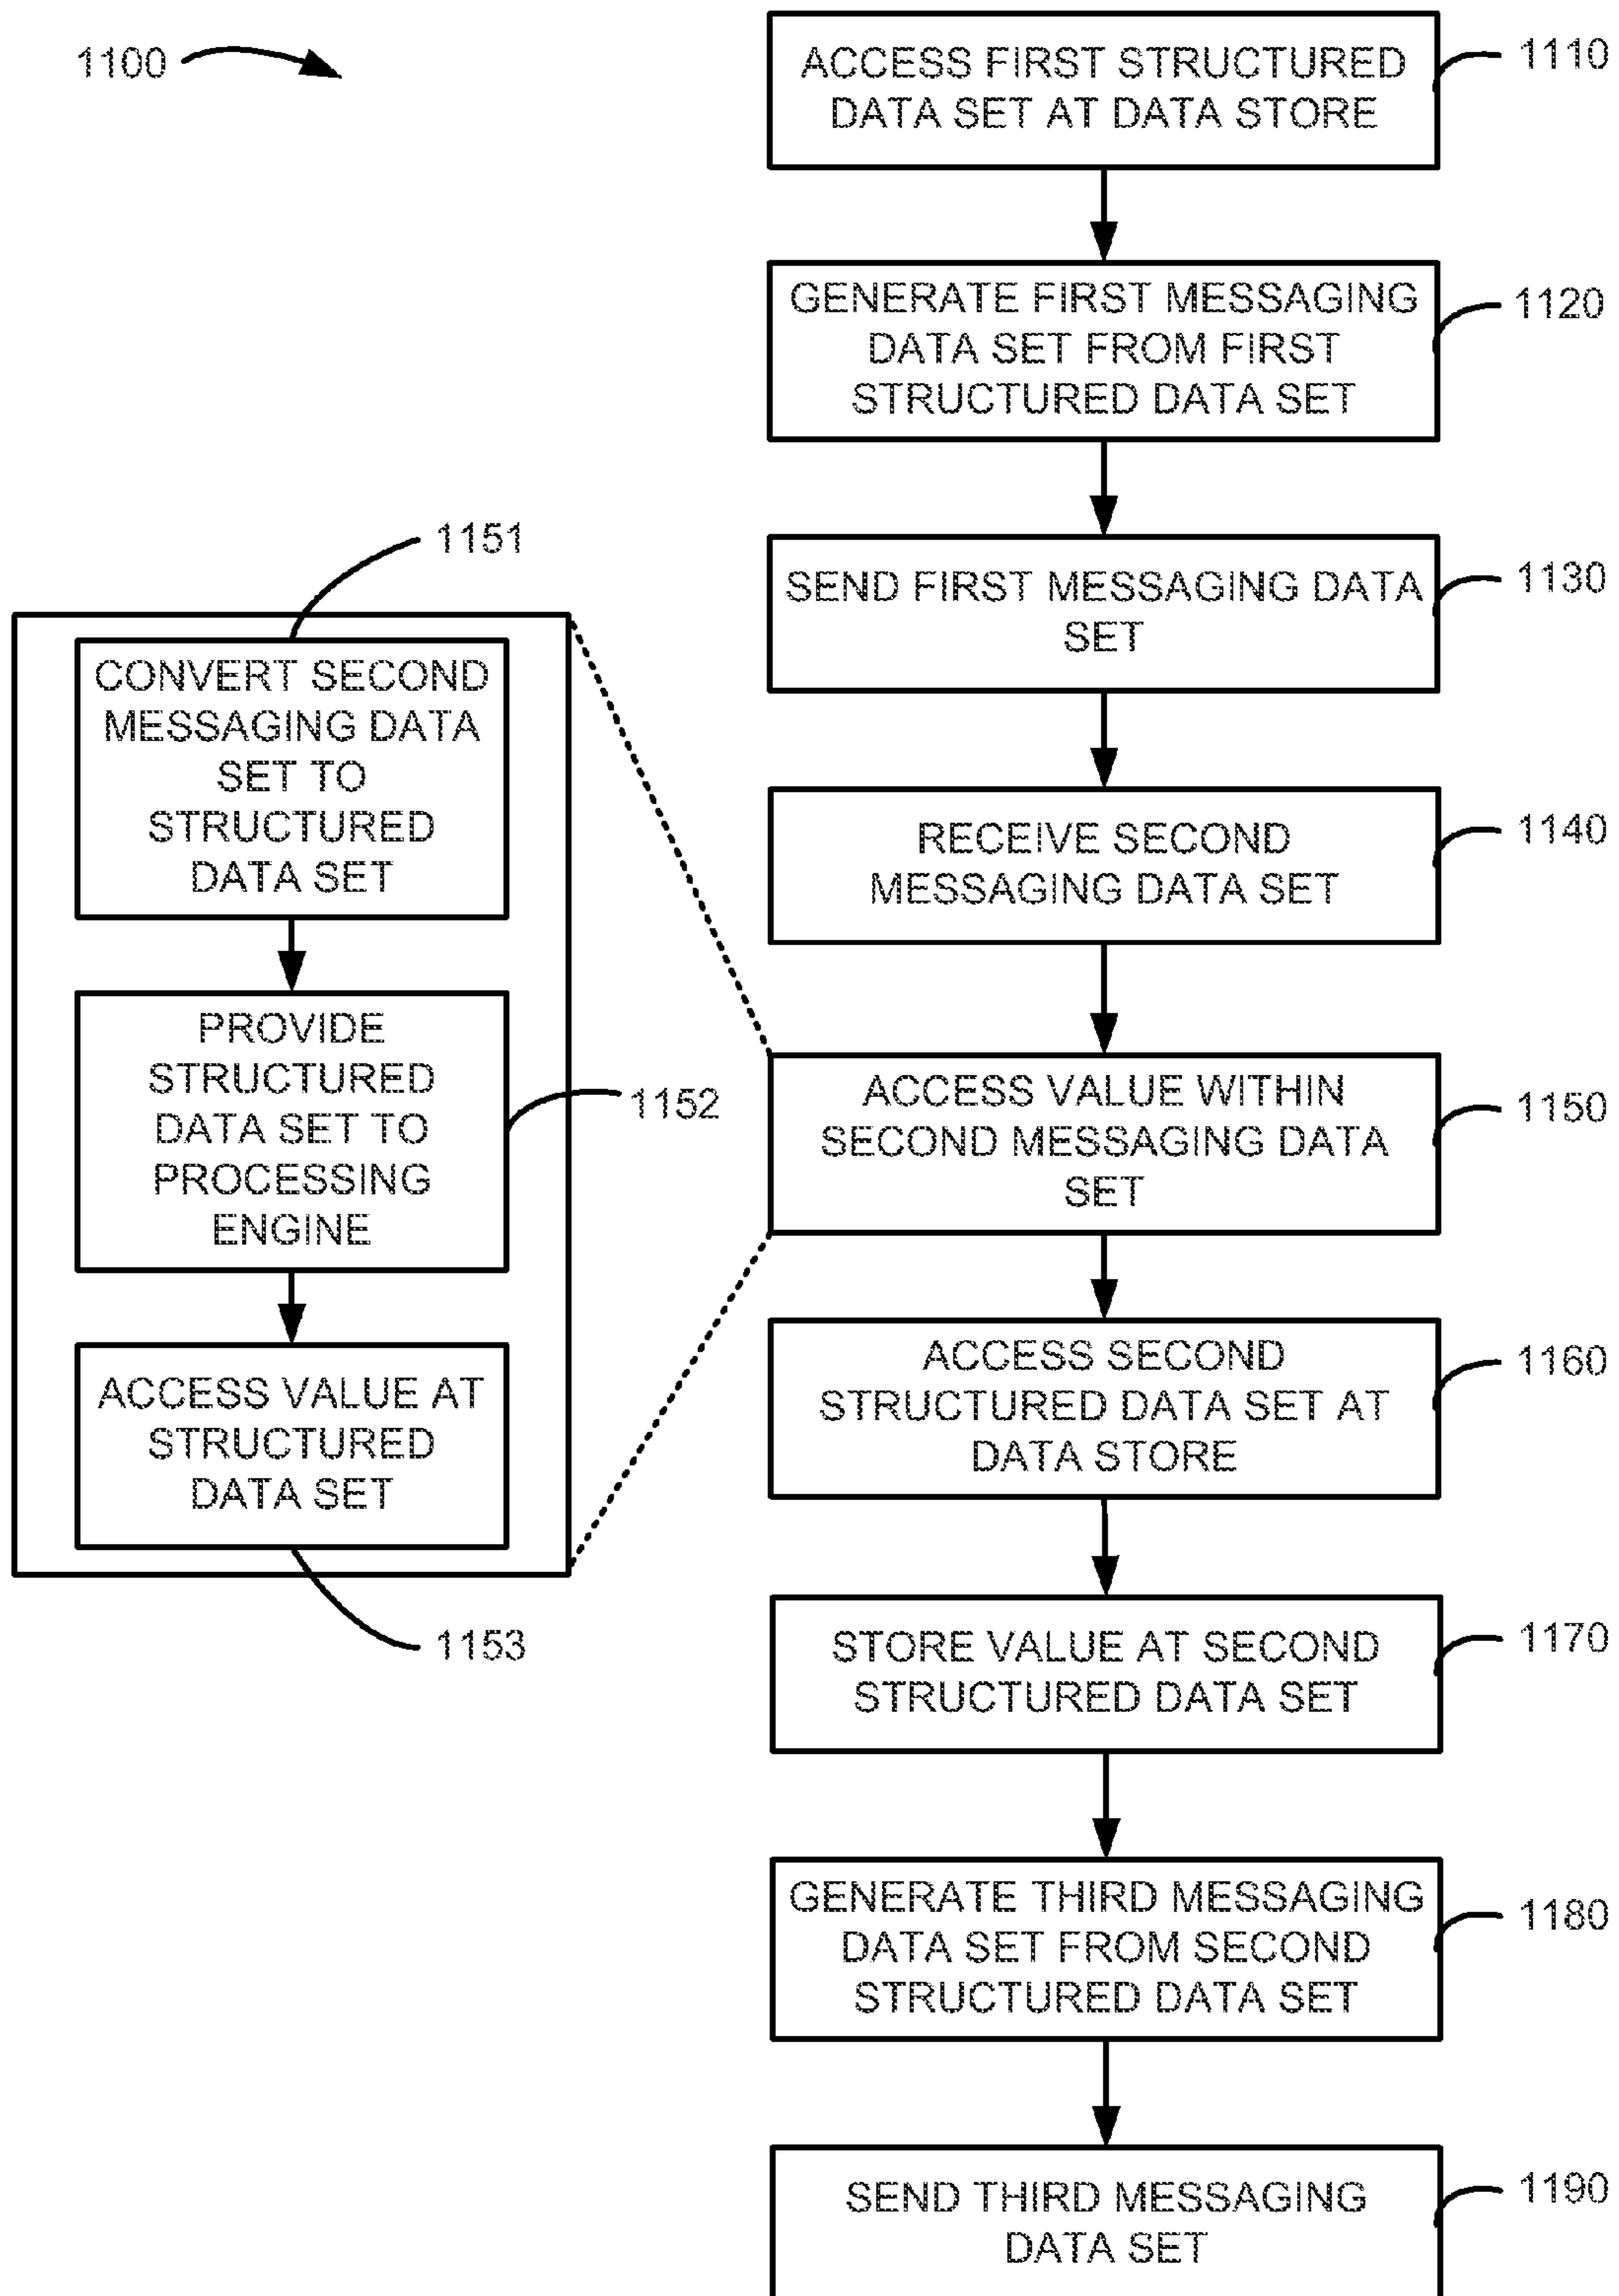 1100
ACCESS FIRST STRUCTURED
DATA SET AT DATA STORE
1110
GENERATE FIRST MESSAGING
DATA SET FROM FIRST
STRUCTURED DATA SET
1120
SEND FIRST MESSAGING DATA
SET
1130
RECEIVE SECOND
MESSAGING DATA SET
1140
ACCESS VALUE WITHIN
SECOND MESSAGING DATA
SET
1150
1151
CONVERT SECOND
MESSAGING DATA
SET TO
STRUCTURED
DATA SET
PROVIDE
STRUCTURED
DATA SET TO
PROCESSING
ENGINE
1152
ACCESS VALUE AT
STRUCTURED
DATA SET
1153
ACCESS SECOND
STRUCTURED DATA SET AT
DATA STORE
1160
STORE VALUE AT SECOND
STRUCTURED DATA SET
1170
GENERATE THIRD MESSAGING
DATA SET FROM SECOND
STRUCTURED DATA SET
1180
SEND THIRD MESSAGING
DATA SET
1190